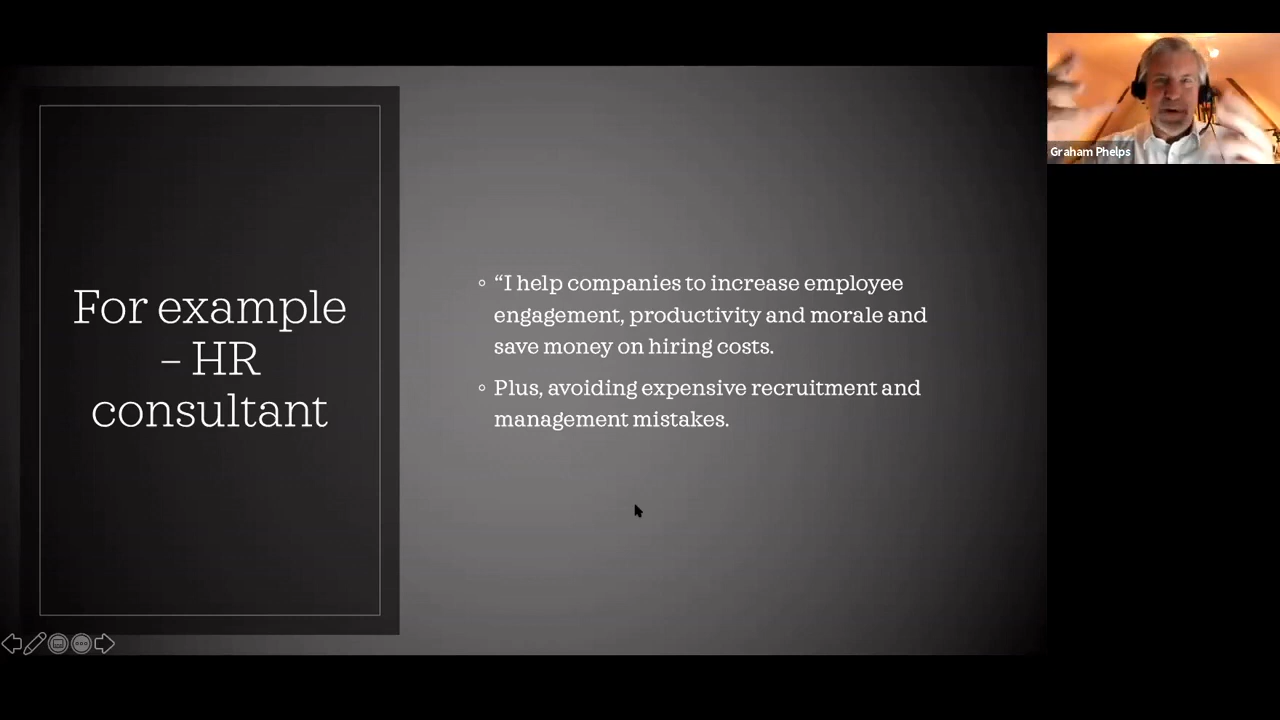 For example
– HR
consultant
“I help companies to increase employee
engagement, productivity and morale and
save money on hiring costs.
Plus, avoiding expensive recruitment and
management mistakes.
Graham Phelps